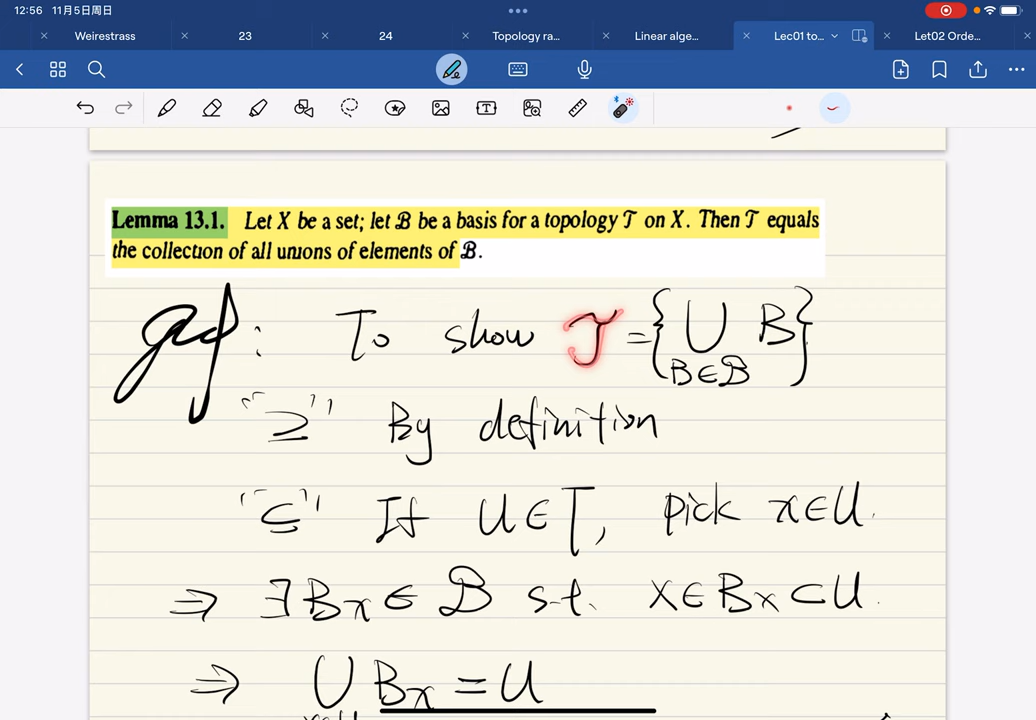 12:56 11月5日周日
Weirestrass 23 24 Topology ra... Linear alge... Lec01 to... Let02 Orde...
Lemma 13.1. Let X be a set; let ℬ be a basis for a topology 𝒯 on X. Then 𝒯 equals
the collection of all unions of elements of ℬ.
pf: To show 𝒯 = { ⋃ B }
B∈ℬ
"⊇" By definition
"⊆" If U∈T, pick x∈U.
⇒ ∃ Bx ∈ ℬ s.t. x∈Bx⊂U.
⇒ ⋃ Bx = U